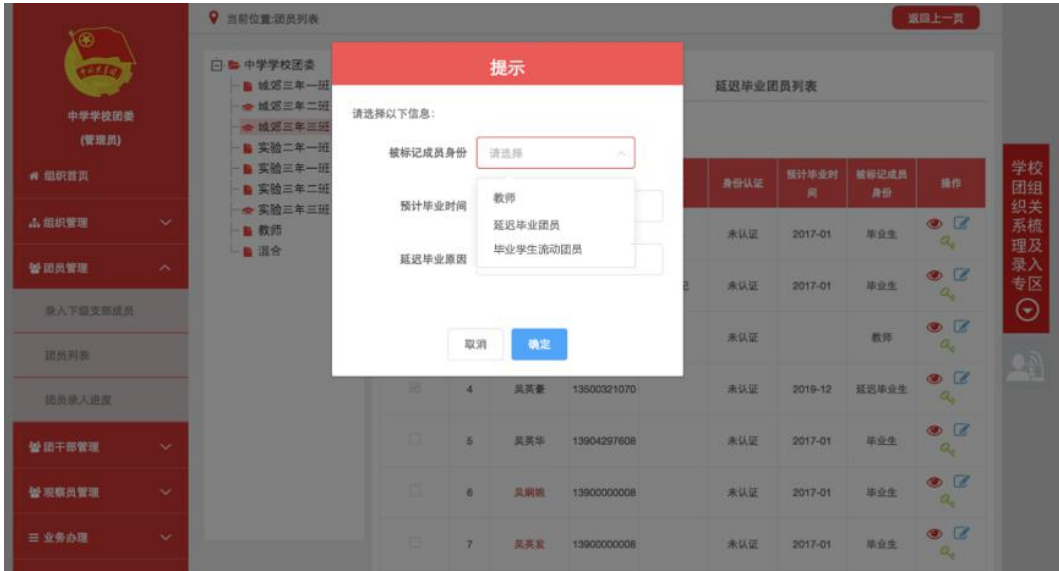 当前位置:团员列表
返回上一页
中学学校团委
(管理员)
组织首页
组织管理
团员管理
录入下级支部成员
团员列表
团员录入进度
团干部管理
观察员管理
业务办理
中学学校团委
城郊三年一班
城郊三年二班
城郊三年三班
实验二年一班
实验三年一班
实验三年二班
实验三年三班
教师
混合
提示
请选择以下信息:
被标记成员身份 请选择
教师
延迟毕业团员
毕业学生流动团员
预计毕业时间
延迟毕业原因
取消 确定
延迟毕业团员列表
身份认证 预计毕业时间 被标记成员身份 操作
未认证 2017-01 毕业生
未认证 2017-01 毕业生
未认证 教师
4 吴英豪 13500321070 未认证 2019-12 延迟毕业生
5 吴英华 13904297608 未认证 2017-01 毕业生
6 13900000008 未认证 2017-01 毕业生
7 吴英发 13900000008 未认证 2017-01 毕业生
学校
团组
织关
系梳
理及
录入
专区